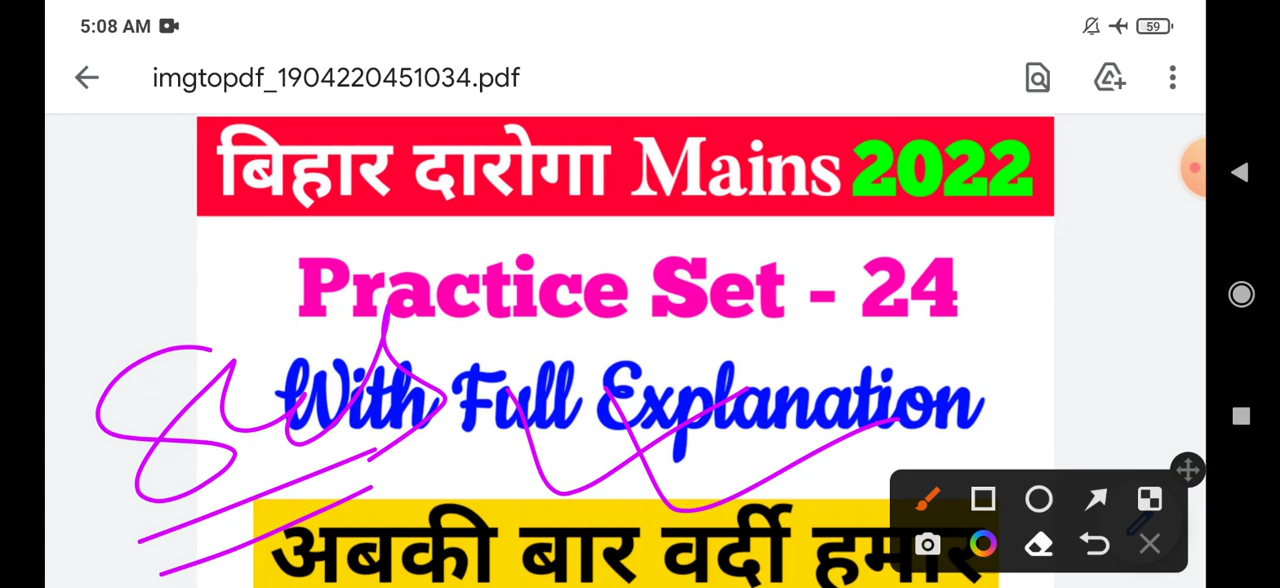 5:08 AM 59
imgtopdf_1904220451034.pdf
बिहार दारोगा Mains 2022
Practice Set - 24
With Full Explanation
अबकी बार वर्दी